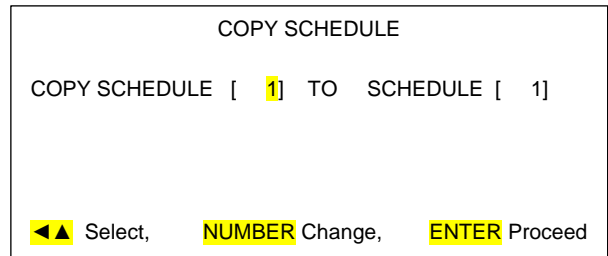 COPY SCHEDULE
COPY SCHEDULE [ 1] TO SCHEDULE [ 1]
◄▲ Select, NUMBER Change, ENTER Proceed